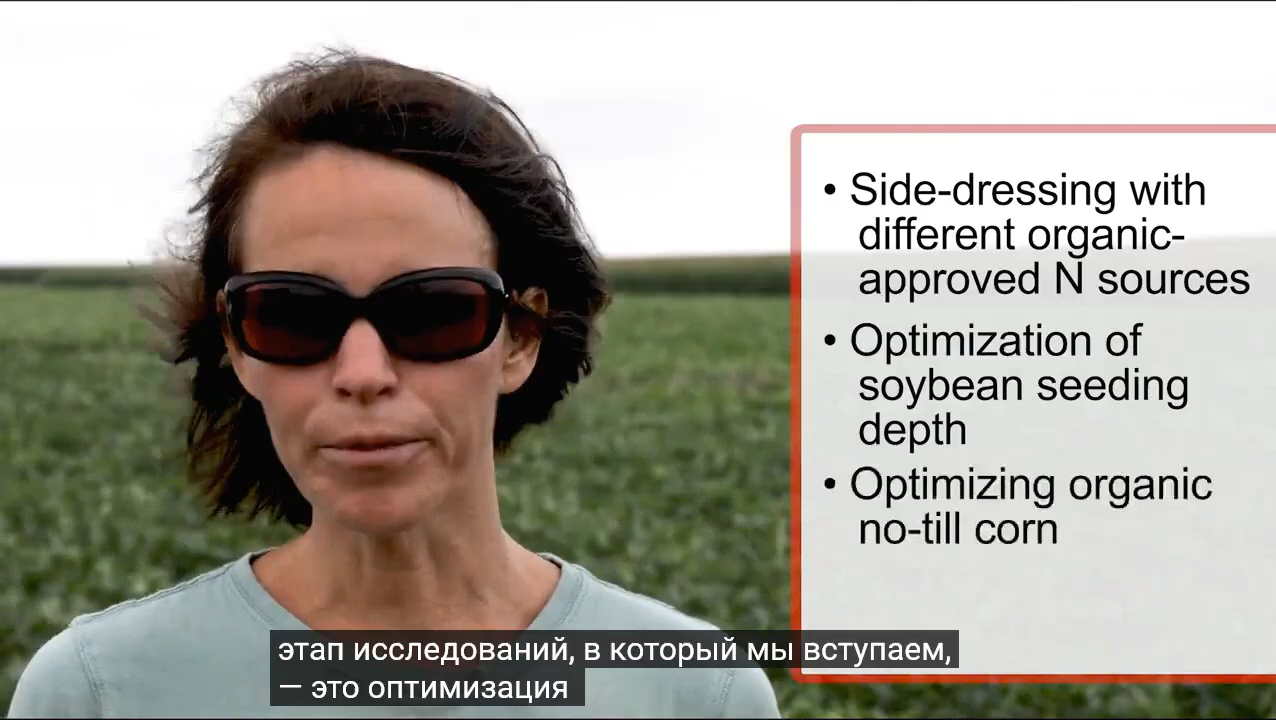 • Side-dressing with
different organic-
approved N sources
• Optimization of
soybean seeding
depth
• Optimizing organic
no-till corn
этап исследований, в который мы вступаем,
— это оптимизация